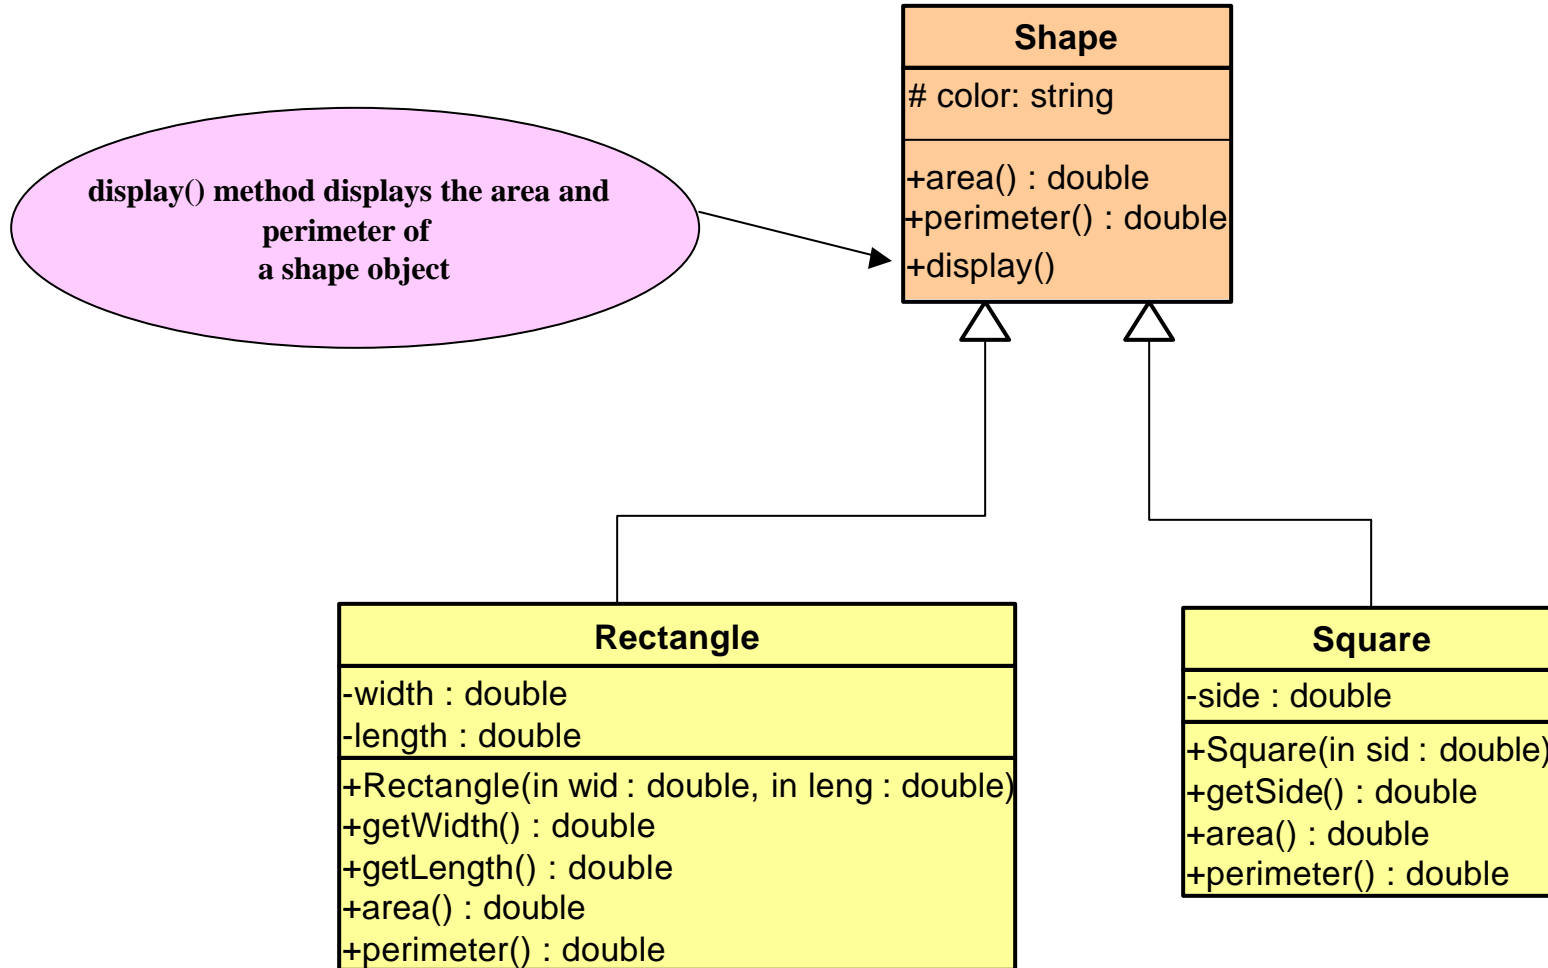 Shape
# color: string
+area() : double
+perimeter() : double
+display()
display() method displays the area and
perimeter of
a shape object
Rectangle
-width : double
-length : double
+Rectangle(in wid : double, in leng : double)
+getWidth() : double
+getLength() : double
+area() : double
+perimeter() : double
Square
-side : double
+Square(in sid : double)
+getSide() : double
+area() : double
+perimeter() : double